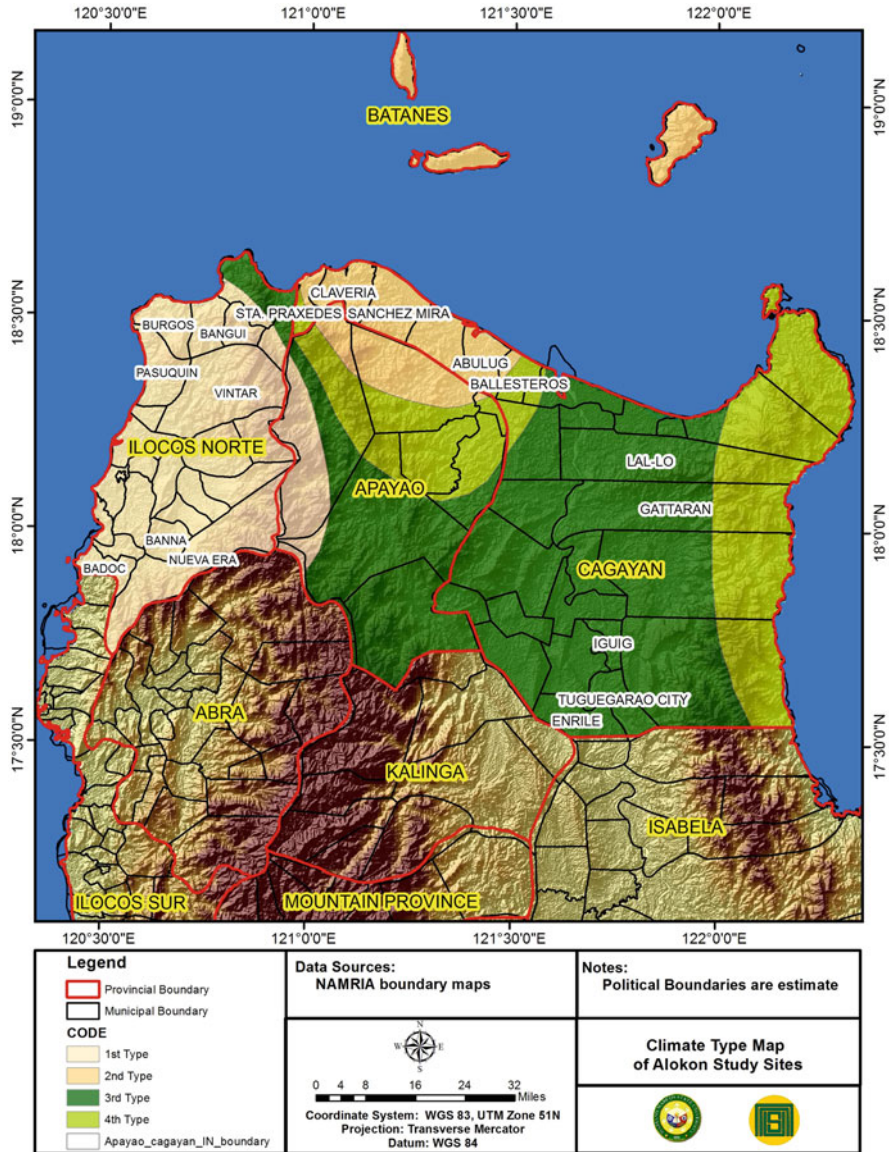 120°30'0"E 121°0'0"E 121°30'0"E 122°0'0"E
19°0'0"N
19°0'0"N
BATANES
18°30'0"N
18°30'0"N
CLAVERIA
STA. PRAXEDES SANCHEZ MIRA
BURGOS
BANGUI
ABULUG
PASUQUIN
BALLESTEROS
VINTAR
ILOCOS NORTE
LAL-LO
APAYAO
GATTARAN
18°0'0"N
18°0'0"N
BANNA
NUEVA ERA
BADOC
CAGAYAN
IGUIG
TUGUEGARAO CITY
ABRA
ENRILE
17°30'0"N
17°30'0"N
KALINGA
ISABELA
ILOCOS SUR
MOUNTAIN PROVINCE
120°30'0"E 121°0'0"E 121°30'0"E 122°0'0"E
Legend
Provincial Boundary
Municipal Boundary
CODE
1st Type
2nd Type
3rd Type
4th Type
Apayao_cagayan_IN_boundary
Data Sources:
NAMRIA boundary maps
N
W E
S
0 4 8 16 24 32
Miles
Coordinate System: WGS 83, UTM Zone 51N
Projection: Transverse Mercator
Datum: WGS 84
Notes:
Political Boundaries are estimate
Climate Type Map
of Alokon Study Sites